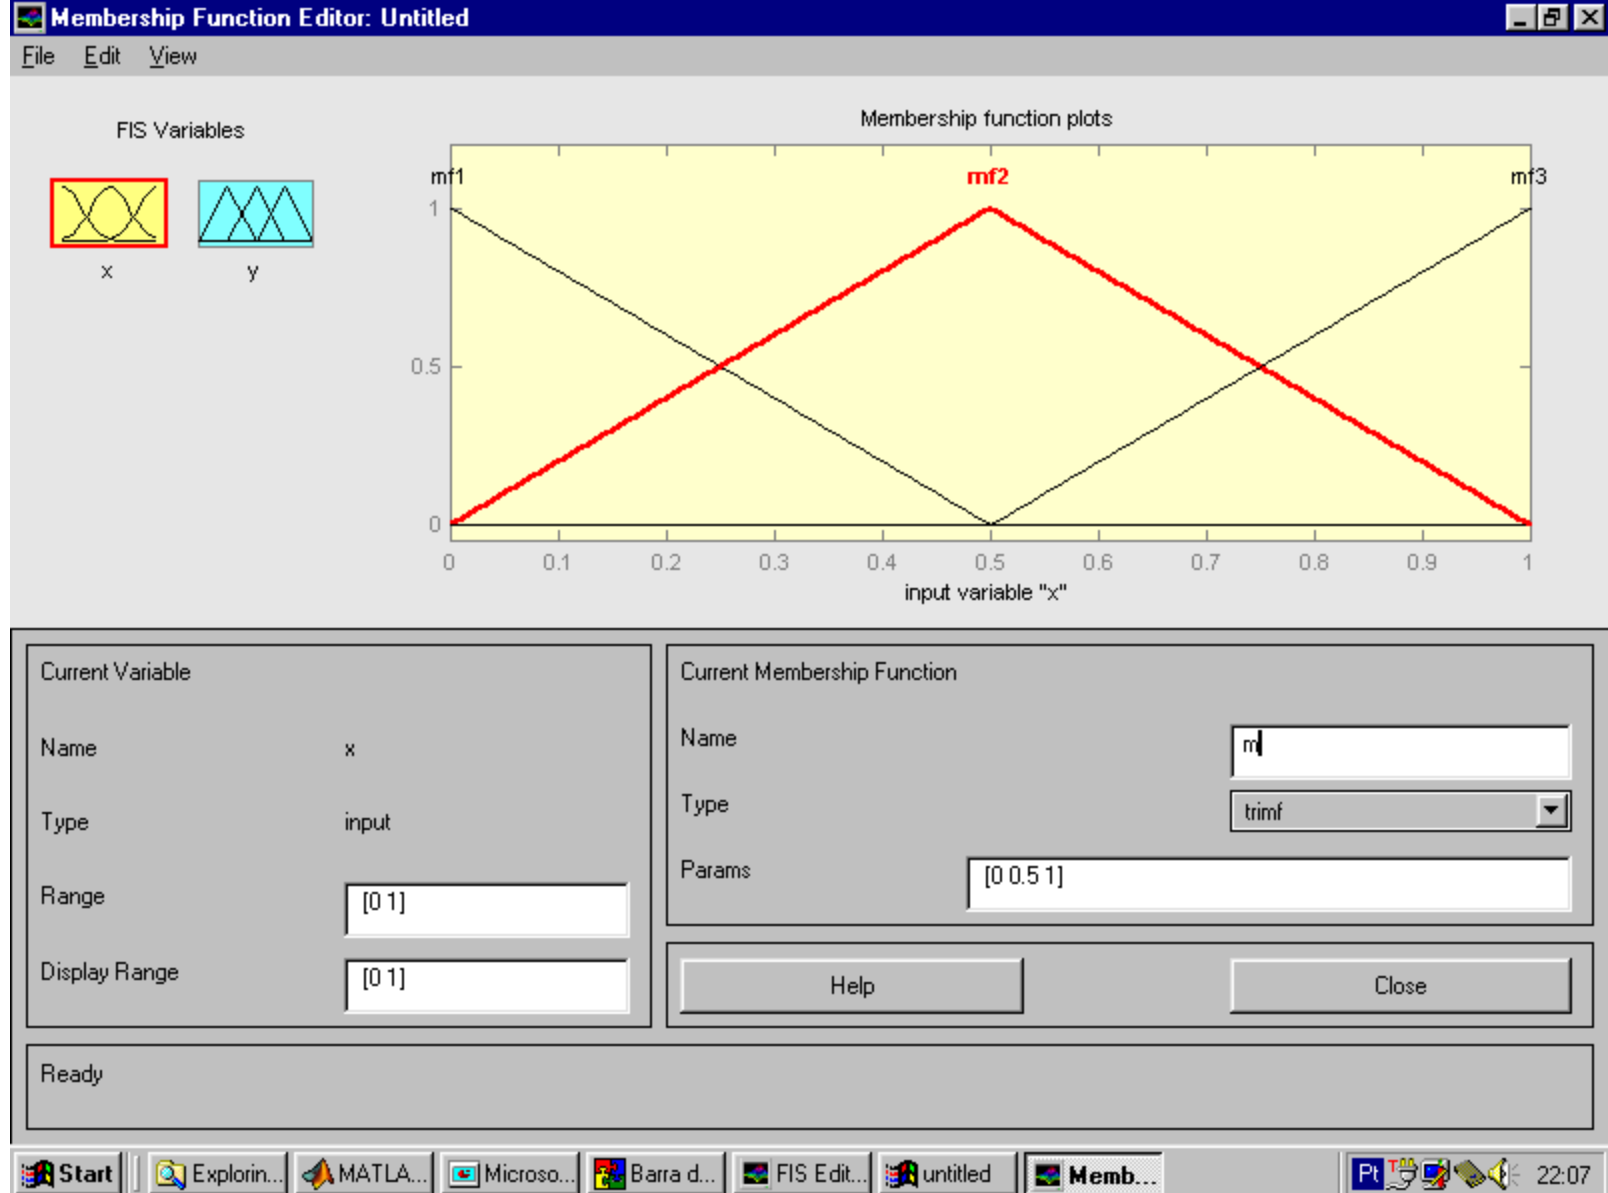 Membership Function Editor: Untitled
File Edit View
FIS Variables
x y
Membership function plots
mf1 mf2 mf3
1
0.5
0
0 0.1 0.2 0.3 0.4 0.5 0.6 0.7 0.8 0.9 1
input variable "x"
Current Variable
Name x
Type input
Range [0 1]
Display Range [0 1]
Current Membership Function
Name m
Type trimf
Params [0 0.5 1]
Help Close
Ready
Start Explorin... MATLA... Microso... Barra d... FIS Edit... untitled Memb... Pt 22:07